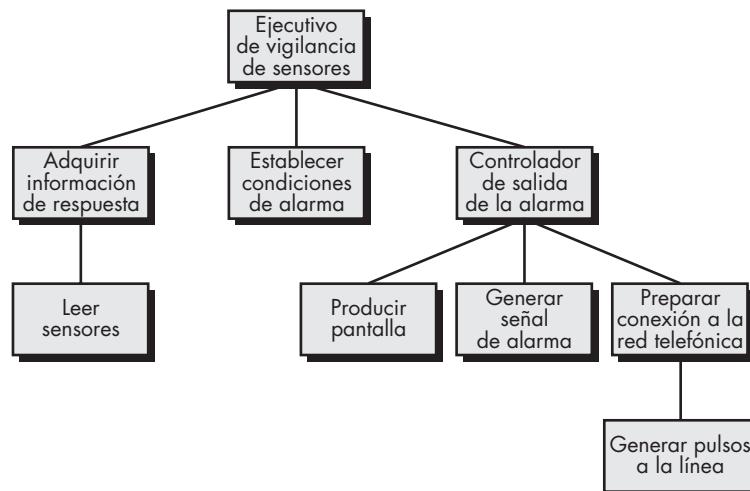 Ejecutivo
de vigilancia
de sensores
Adquirir
información
de respuesta
Establecer
condiciones
de alarma
Controlador
de salida
de la alarma
Leer
sensores
Producir
pantalla
Generar
señal
de alarma
Preparar
conexión a la
red telefónica
Generar pulsos
a la línea